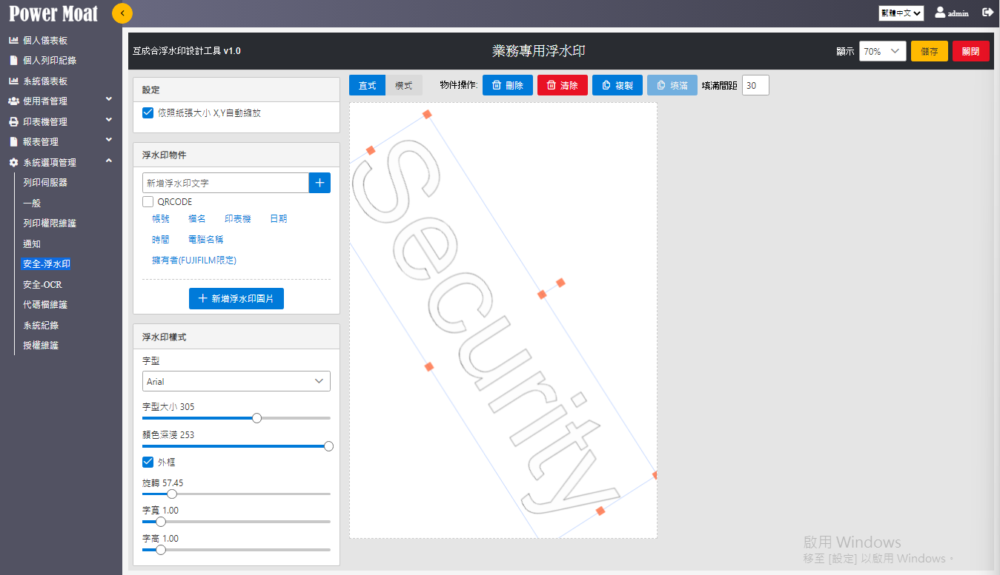 Power Moat
繁體中文
admin
個人儀表板
個人列印紀錄
系統儀表板
使用者管理
印表機管理
報表管理
系統選項管理
列印伺服器
一般
列印權限維護
通知
安全-浮水印
安全-OCR
代碼檔維護
系統紀錄
授權維護
互成合浮水印設計工具 v1.0
業務專用浮水印
顯示
70%
儲存
關閉
設定
依照紙張大小 X,Y自動縮放
浮水印物件
新增浮水印文字
QRCODE
帳號 檔名 印表機 日期
時間 電腦名稱
擁有者(FUJIFILM限定)
新增浮水印圖片
浮水印樣式
字型
Arial
字型大小 305
顏色深淺 253
外框
旋轉 57.45
字寬 1.00
字高 1.00
直式 橫式 物件操作: 刪除 清除 複製 填滿 填滿間距 30
Security
啟用 Windows
移至 [設定] 以啟用 Windows。